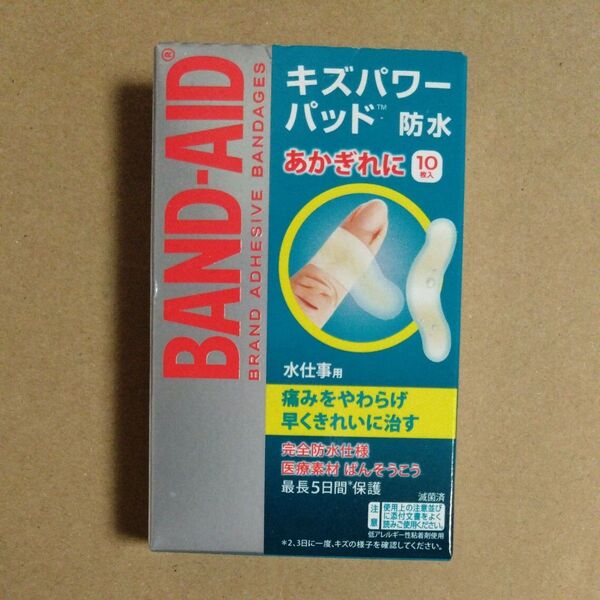 BAND-AID®
BRAND ADHESIVE BANDAGES
キズパワー
パッド™ 防水
あかぎれに 10枚入
水仕事用
痛みをやわらげ
早くきれいに治す
完全防水仕様
医療素材 ばんそうこう
最長5日間*保護
滅菌済
注意 使用上の注意並び
に添付文書をよく
読みご使用ください。
低アレルギー性粘着剤使用
*2、3日に一度、キズの様子を確認してください。